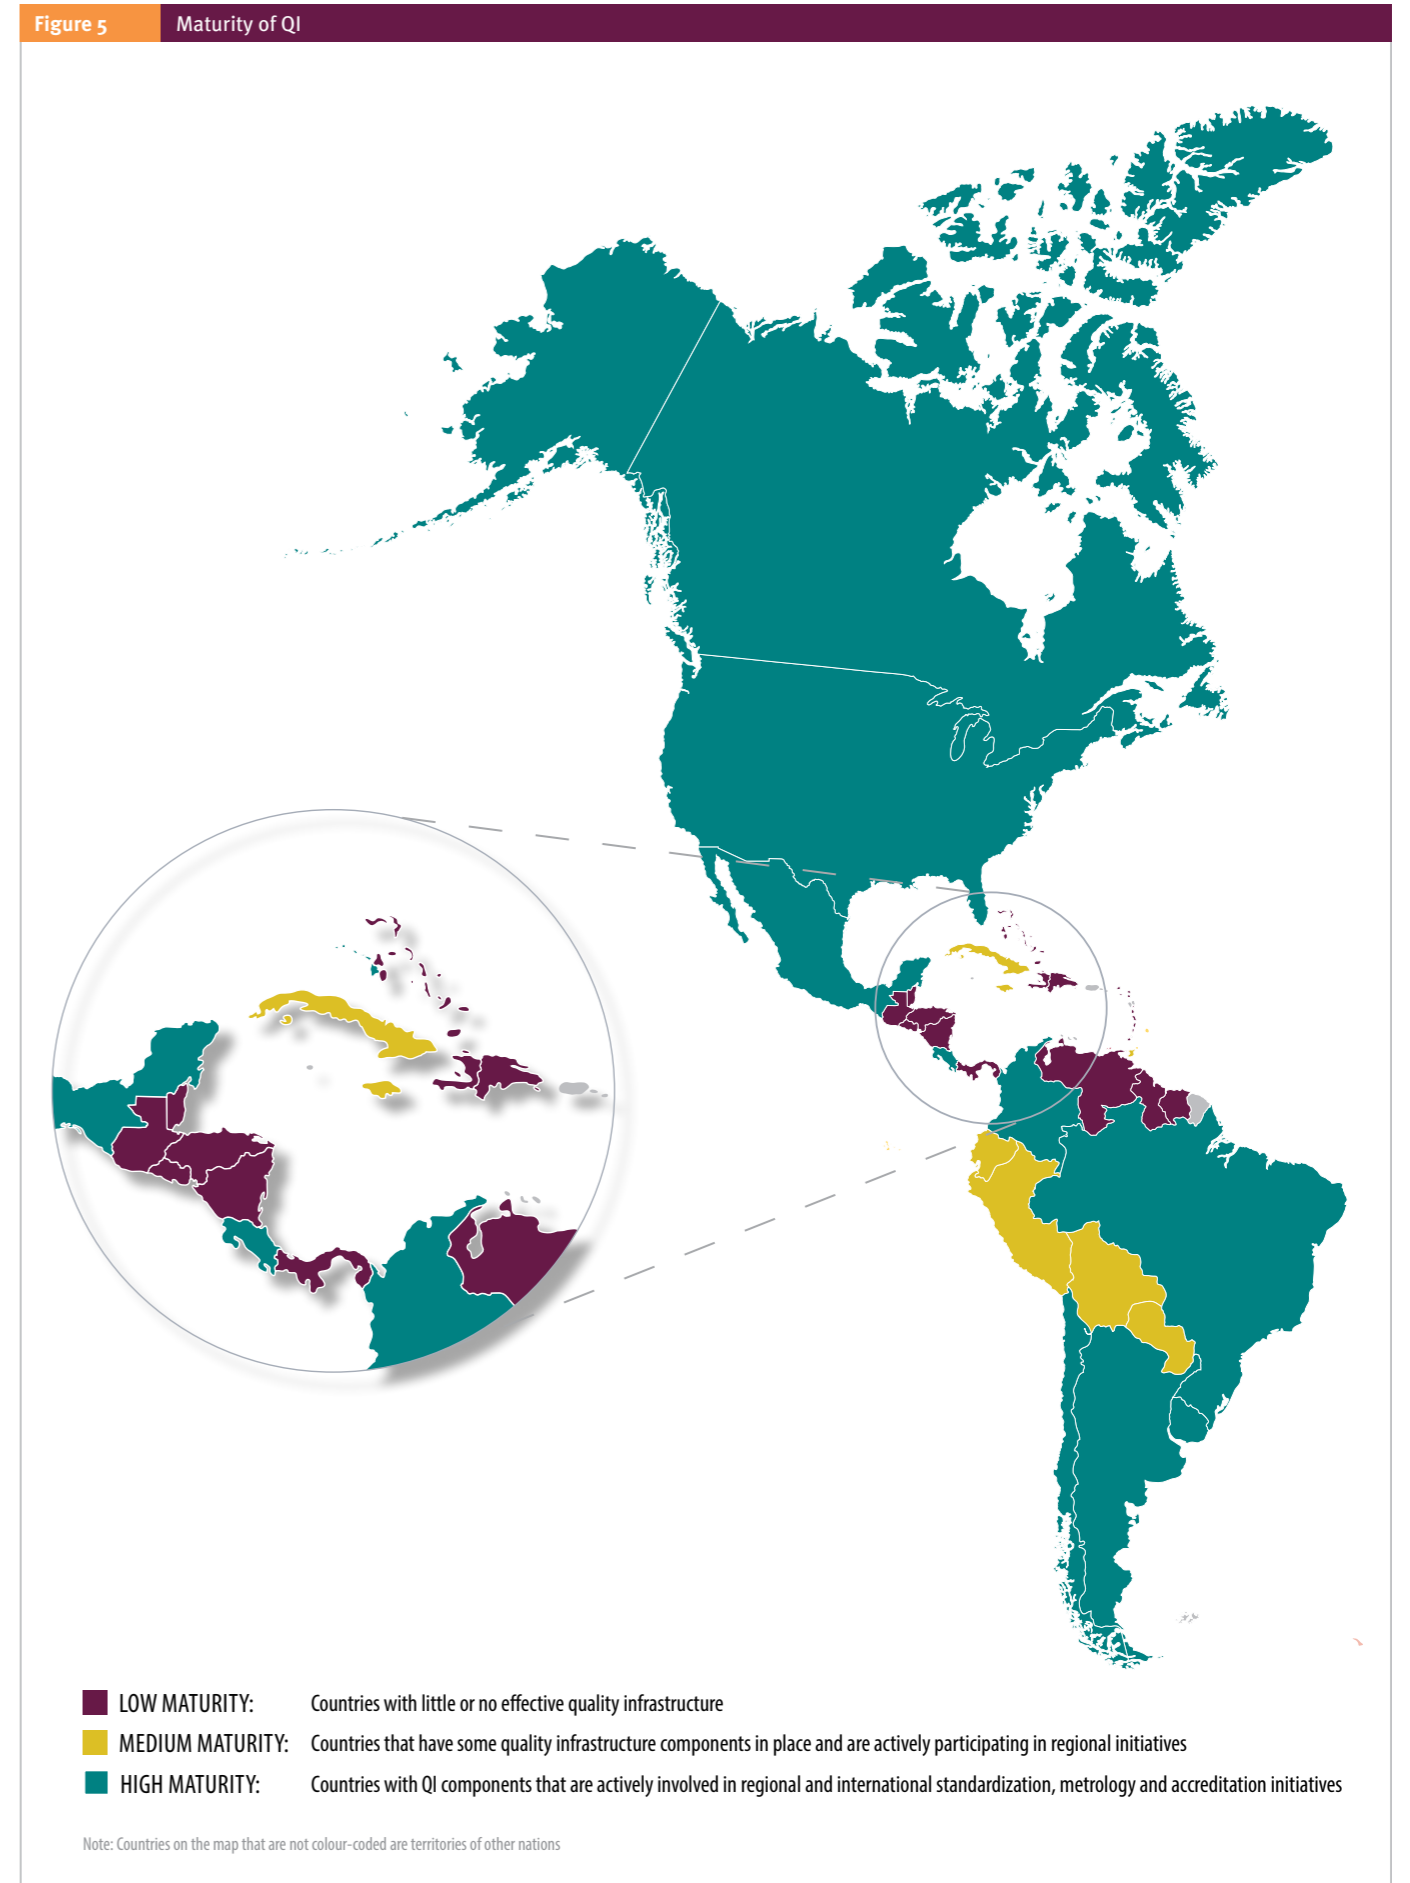 Figure 5 Maturity of QI
LOW MATURITY: Countries with little or no effective quality infrastructure
MEDIUM MATURITY: Countries that have some quality infrastructure components in place and are actively participating in regional initiatives
HIGH MATURITY: Countries with QI components that are actively involved in regional and international standardization, metrology and accreditation initiatives
Note: Countries on the map that are not colour-coded are territories of other nations